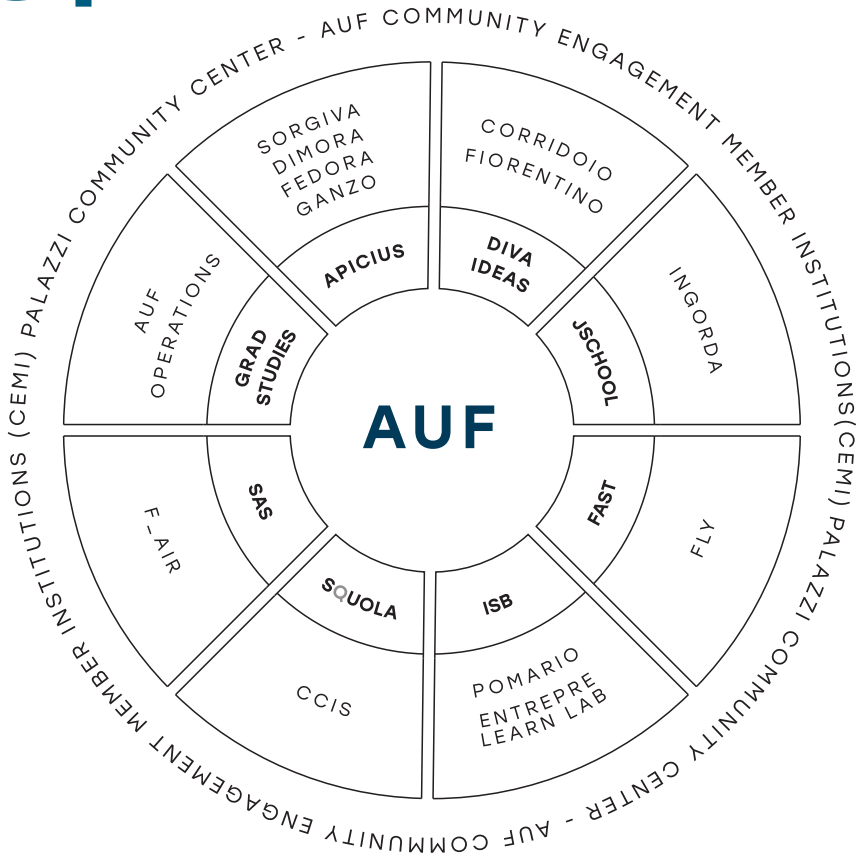 PALAZZI COMMUNITY CENTER - AUF COMMUNITY ENGAGEMENT MEMBER INSTITUTIONS(CEMI)
PALAZZI COMMUNITY CENTER - AUF COMMUNITY ENGAGEMENT MEMBER INSTITUTIONS (CEMI)
SORGIVA
DIMORA
FEDORA
GANZO
APICIUS
CORRIDOIO
FIORENTINO
DIVA
IDEAS
INGORDA
JSCHOOL
FLY
FAST
POMARIO
ENTREPRE
LEARN LAB
ISB
CCIS
SQUOLA
F_AIR
SAS
AUF
OPERATIONS
GRAD
STUDIES
AUF